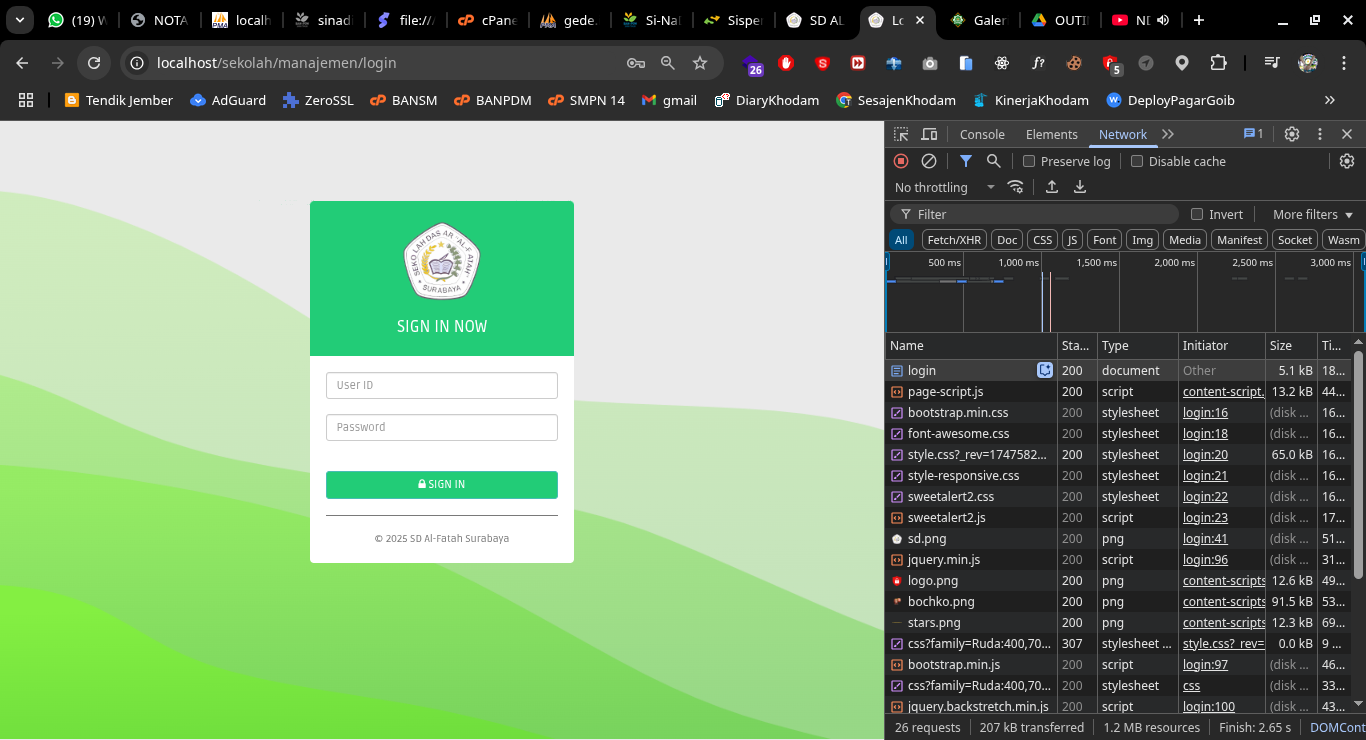 (19) W
NOTA
localh
sinadi
file:///
cPane
gede.
Si-Na
Sisper
SD AL
Lo
Galer
OUTI
localhost/sekolah/manajemen/login
26
5
Tendik Jember
AdGuard
ZeroSSL
BANSM
BANPDM
SMPN 14
gmail
DiaryKhodam
SesajenKhodam
KinerjaKhodam
DeployPagarGoib
SEKOLAH DASAR "AL-FATAH"
SURABAYA
SIGN IN NOW
User ID
Password
SIGN IN
© 2025 SD Al-Fatah Surabaya
Console
Elements
Network
1
Preserve log
Disable cache
No throttling
Filter
Invert
More filters
All
Fetch/XHR
Doc
CSS
JS
Font
Img
Media
Manifest
Socket
Wasm
500 ms
1,000 ms
1,500 ms
2,000 ms
2,500 ms
3,000 ms
Name Sta... Type Initiator Size Ti...
login 200 document Other 5.1 kB 18...
page-script.js 200 script content-script. 13.2 kB 44...
bootstrap.min.css 200 stylesheet login:16 (disk ... 16...
font-awesome.css 200 stylesheet login:18 (disk ... 16...
style.css?_rev=1747582... 200 stylesheet login:20 65.0 kB 16...
style-responsive.css 200 stylesheet login:21 (disk ... 16...
sweetalert2.css 200 stylesheet login:22 (disk ... 16...
sweetalert2.js 200 script login:23 (disk ... 17...
sd.png 200 png login:41 (disk ... 51...
jquery.min.js 200 script login:96 (disk ... 31...
logo.png 200 png content-scripts 12.6 kB 49...
bochko.png 200 png content-scripts 91.5 kB 53...
stars.png 200 png content-scripts 12.3 kB 69...
css?family=Ruda:400,70... 307 stylesheet ... style.css?_rev= 0.0 kB 9 ...
bootstrap.min.js 200 script login:97 (disk ... 46...
css?family=Ruda:400,70... 200 stylesheet css (disk ... 33...
jquery.backstretch.min.js 200 script login:100 (disk ... 43...
26 requests
207 kB transferred
1.2 MB resources
Finish: 2.65 s
DOMCont